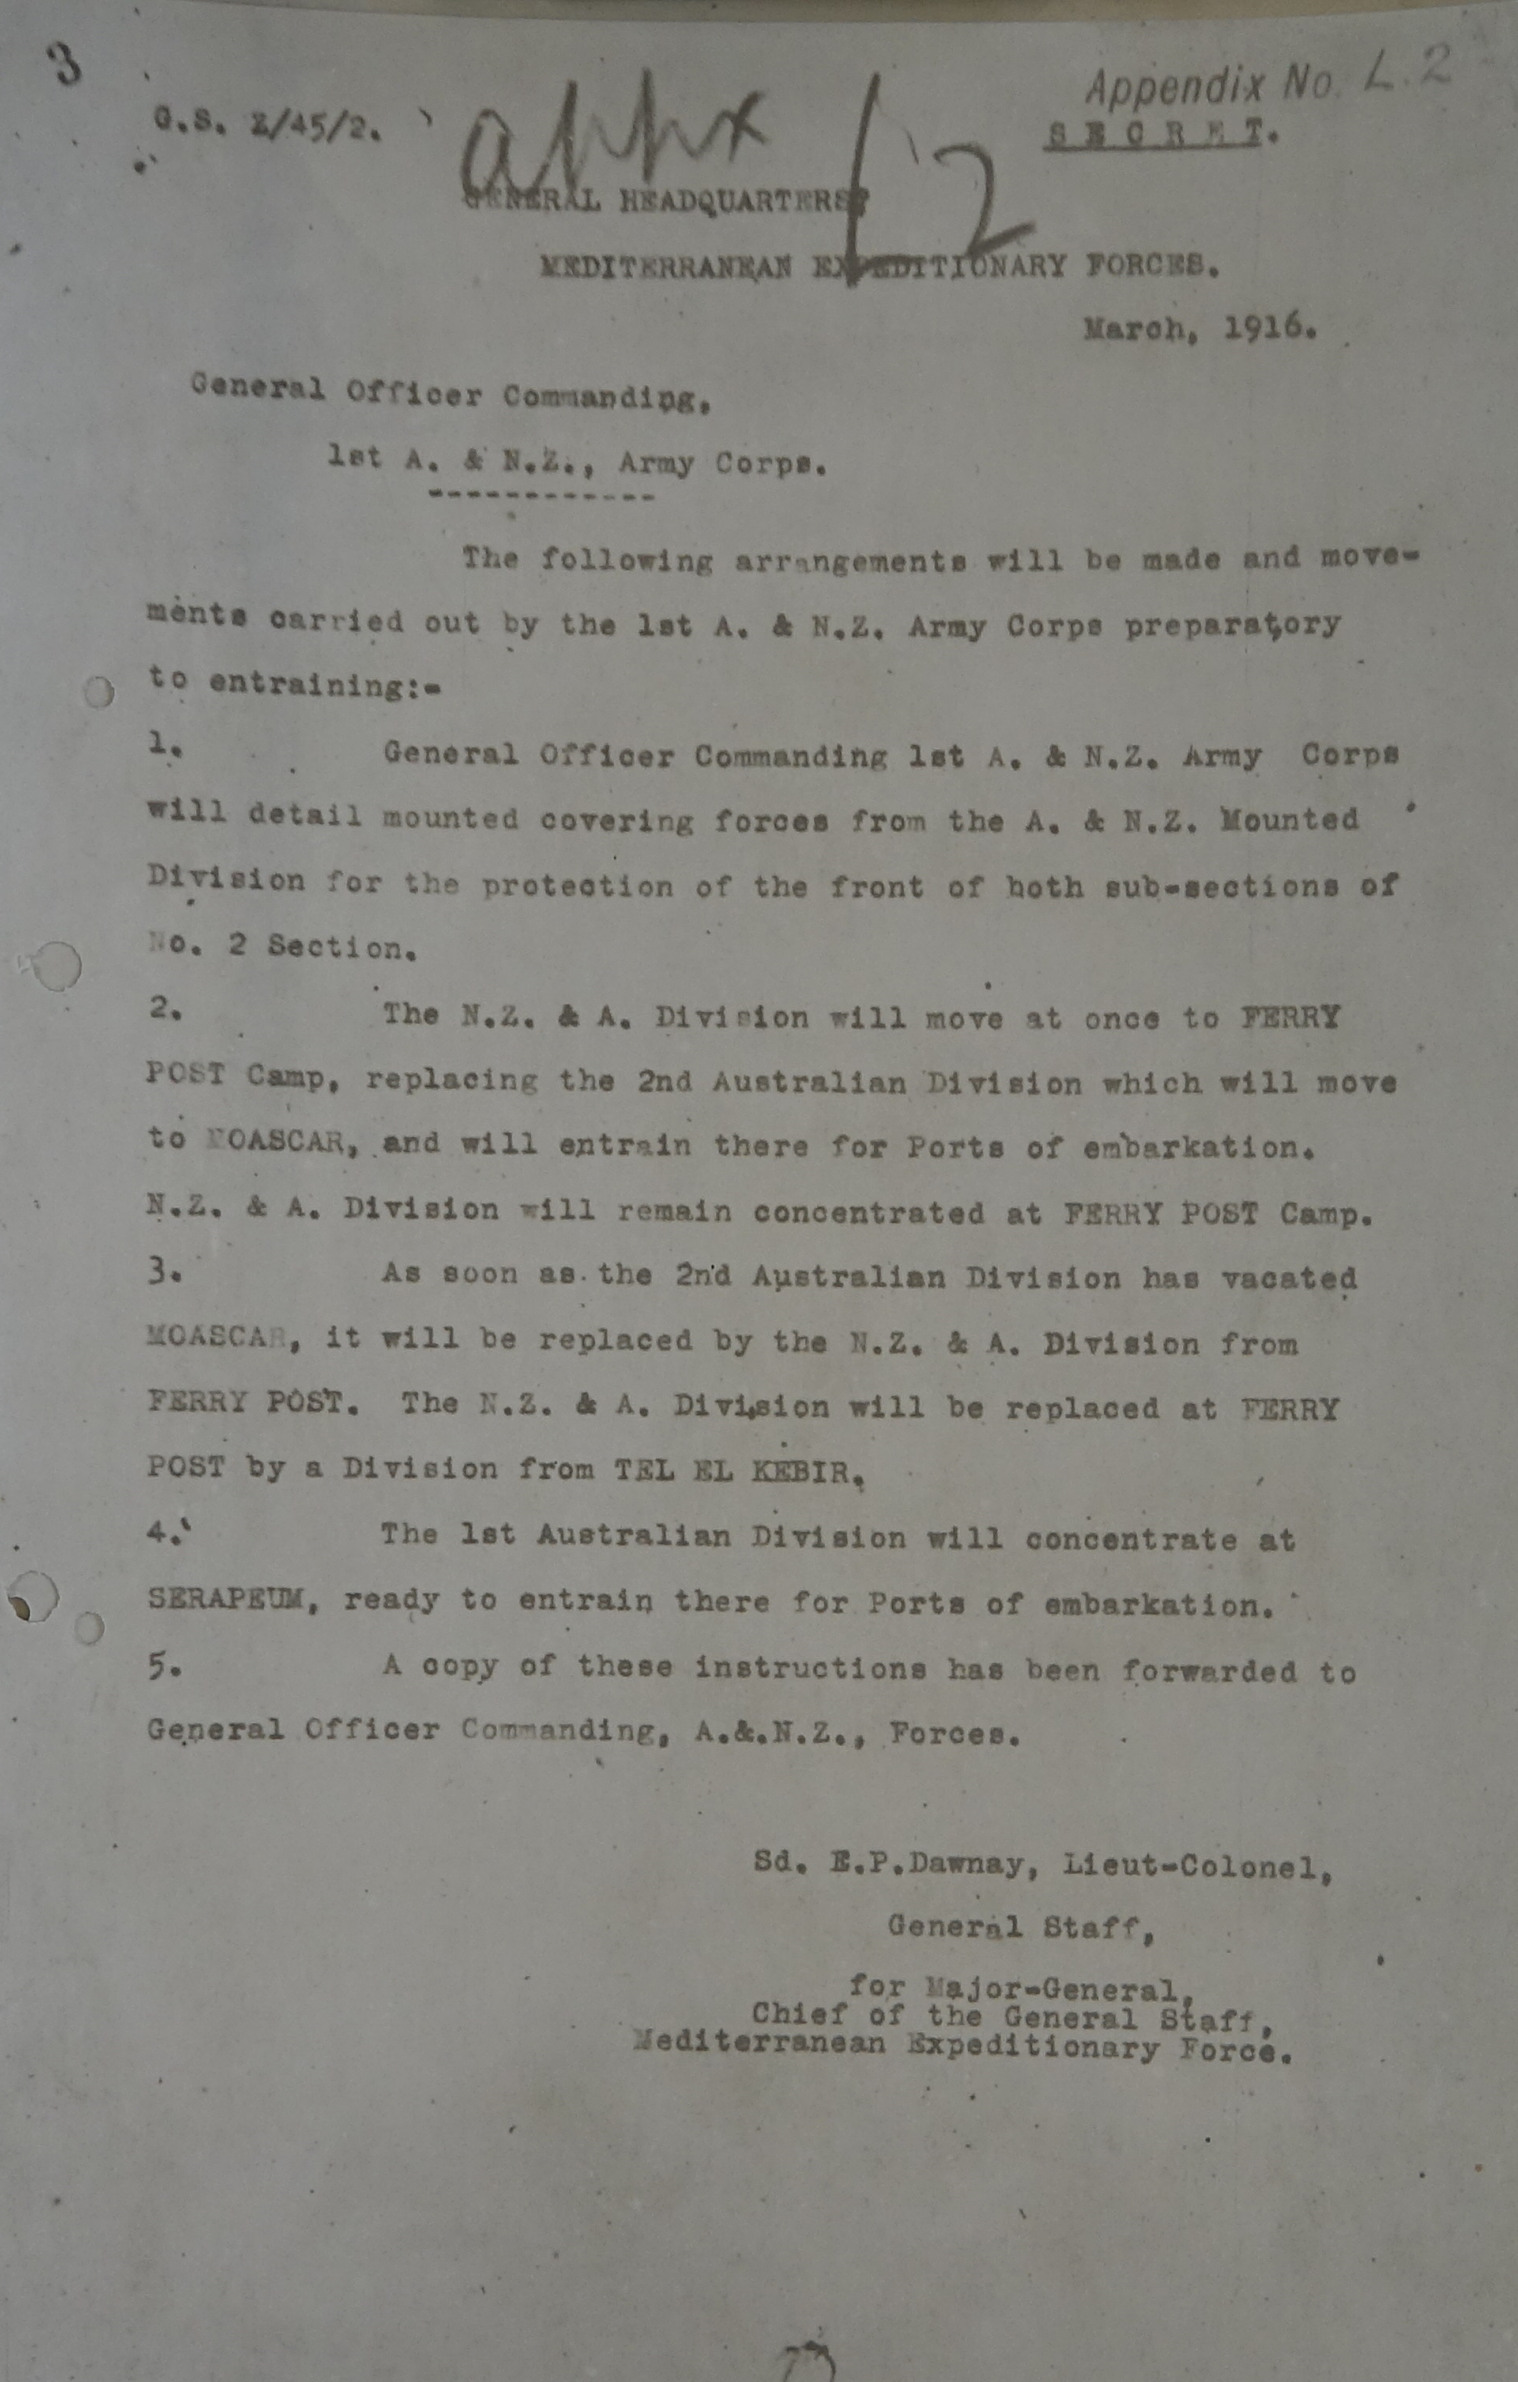 3
Appendix No. L.2
G.S. Z/45/2.
appx L2
SECRET.
GENERAL HEADQUARTERS,
MEDITERRANEAN EXPEDITIONARY FORCES.
March, 1916.
General Officer Commanding,
1st A. & N.Z., Army Corps.
------------
The following arrangements will be made and move-
ments carried out by the 1st A. & N.Z. Army Corps preparatory
to entraining:-
1. General Officer Commanding 1st A. & N.Z. Army Corps
will detail mounted covering forces from the A. & N.Z. Mounted
Division for the protection of the front of hoth sub-sections of
No. 2 Section.
2. The N.Z. & A. Division will move at once to FERRY
POST Camp, replacing the 2nd Australian Division which will move
to MOASCAR, and will entrain there for Ports of embarkation.
N.Z. & A. Division will remain concentrated at FERRY POST Camp.
3. As soon as the 2nd Australian Division has vacated
MOASCAR, it will be replaced by the N.Z. & A. Division from
FERRY POST. The N.Z. & A. Division will be replaced at FERRY
POST by a Division from TEL EL KEBIR.
4. The 1st Australian Division will concentrate at
SERAPEUM, ready to entrain there for Ports of embarkation.
5. A copy of these instructions has been forwarded to
General Officer Commanding, A.&.N.Z., Forces.
Sd. E.P.Dawnay, Lieut-Colonel,
General Staff,
for Major-General,
Chief of the General Staff,
Mediterranean Expeditionary Force.